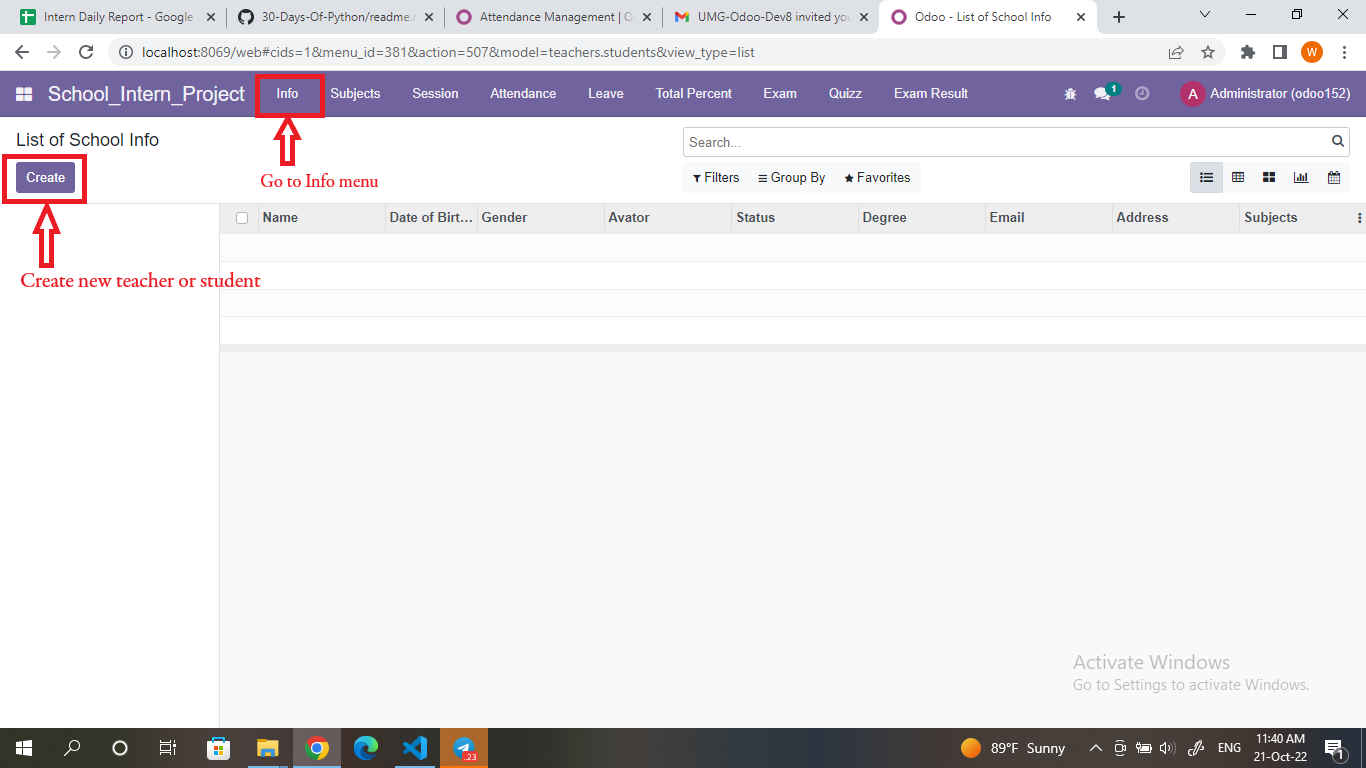 Intern Daily Report - Google
30-Days-Of-Python/readme.
Attendance Management | O
UMG-Odoo-Dev8 invited you
Odoo - List of School Info
localhost:8069/web#cids=1&menu_id=381&action=507&model=teachers.students&view_type=list
W
School_Intern_Project Info Subjects Session Attendance Leave Total Percent Exam Quizz Exam Result 1 A Administrator (odoo152)
List of School Info
Search...
Create
Filters Group By Favorites
Go to Info menu
Name Date of Birt... Gender Avator Status Degree Email Address Subjects
Create new teacher or student
Activate Windows
Go to Settings to activate Windows.
.23
89°F Sunny
ENG
11:40 AM
21-Oct-22
1